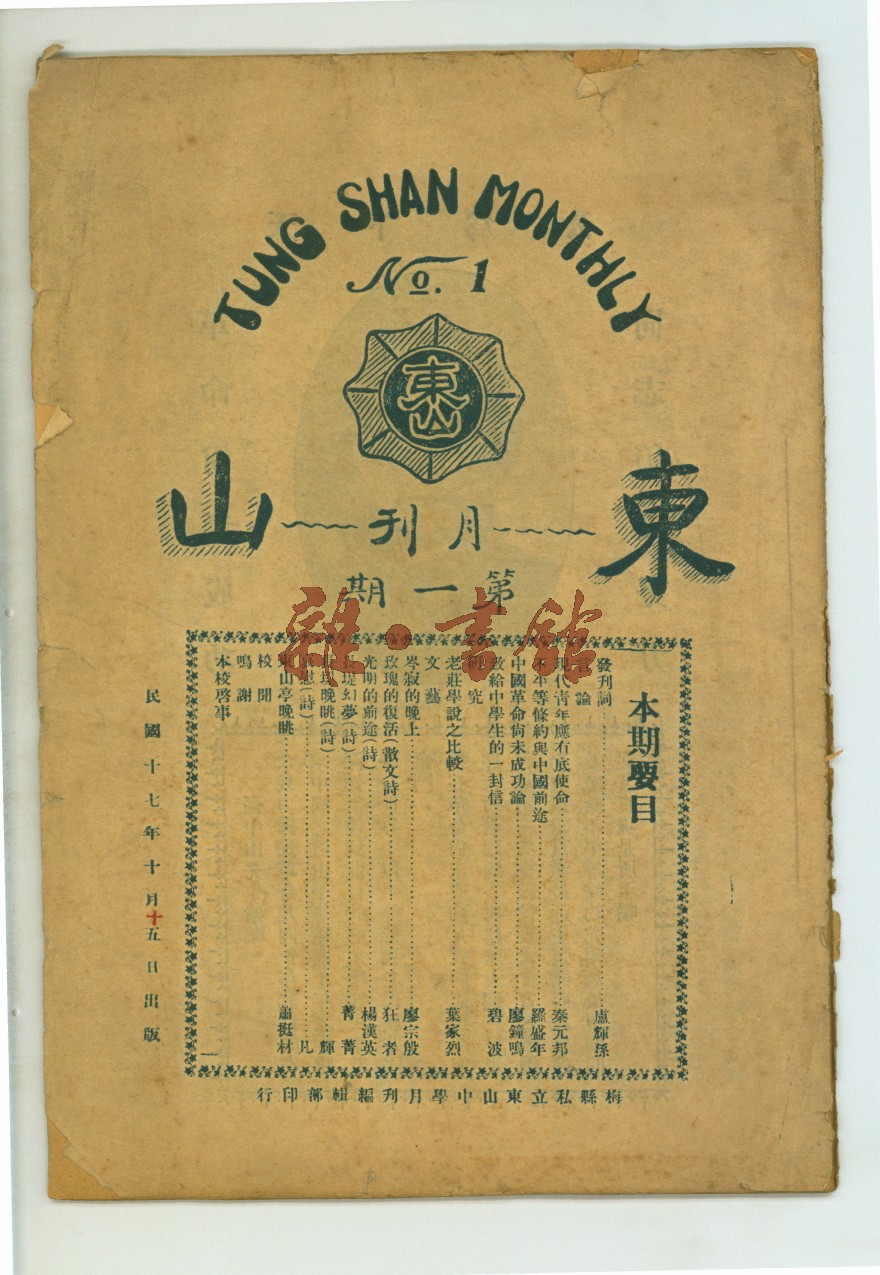 TUNG SHAN MONTHLY
No. 1
東山
東 月刊 山
第一期
雜·書館
本期要目
發刊詞 盧輝孫
言論
現代青年應有底使命 秦元邦
不平等條約與中國前途 羅盛年
中國革命尚未成功論 廖鐘鳴
致給中學生的一封信 碧波
研究
老莊學說之比較 葉家烈
文藝
岑寂的晚上 廖宗殷
玫瑰的復活(散文詩) 狂者
光明的前途(詩) 楊漢英
長堤幻夢(詩) 菁菁
晚眺(詩) 輝
慰(詩) 凡
東山亭晚眺 蕭挺材
校聞
鳴謝
本校啓事
梅縣私立東山中學月刊編輯部印行
民國十七年十月十五日出版